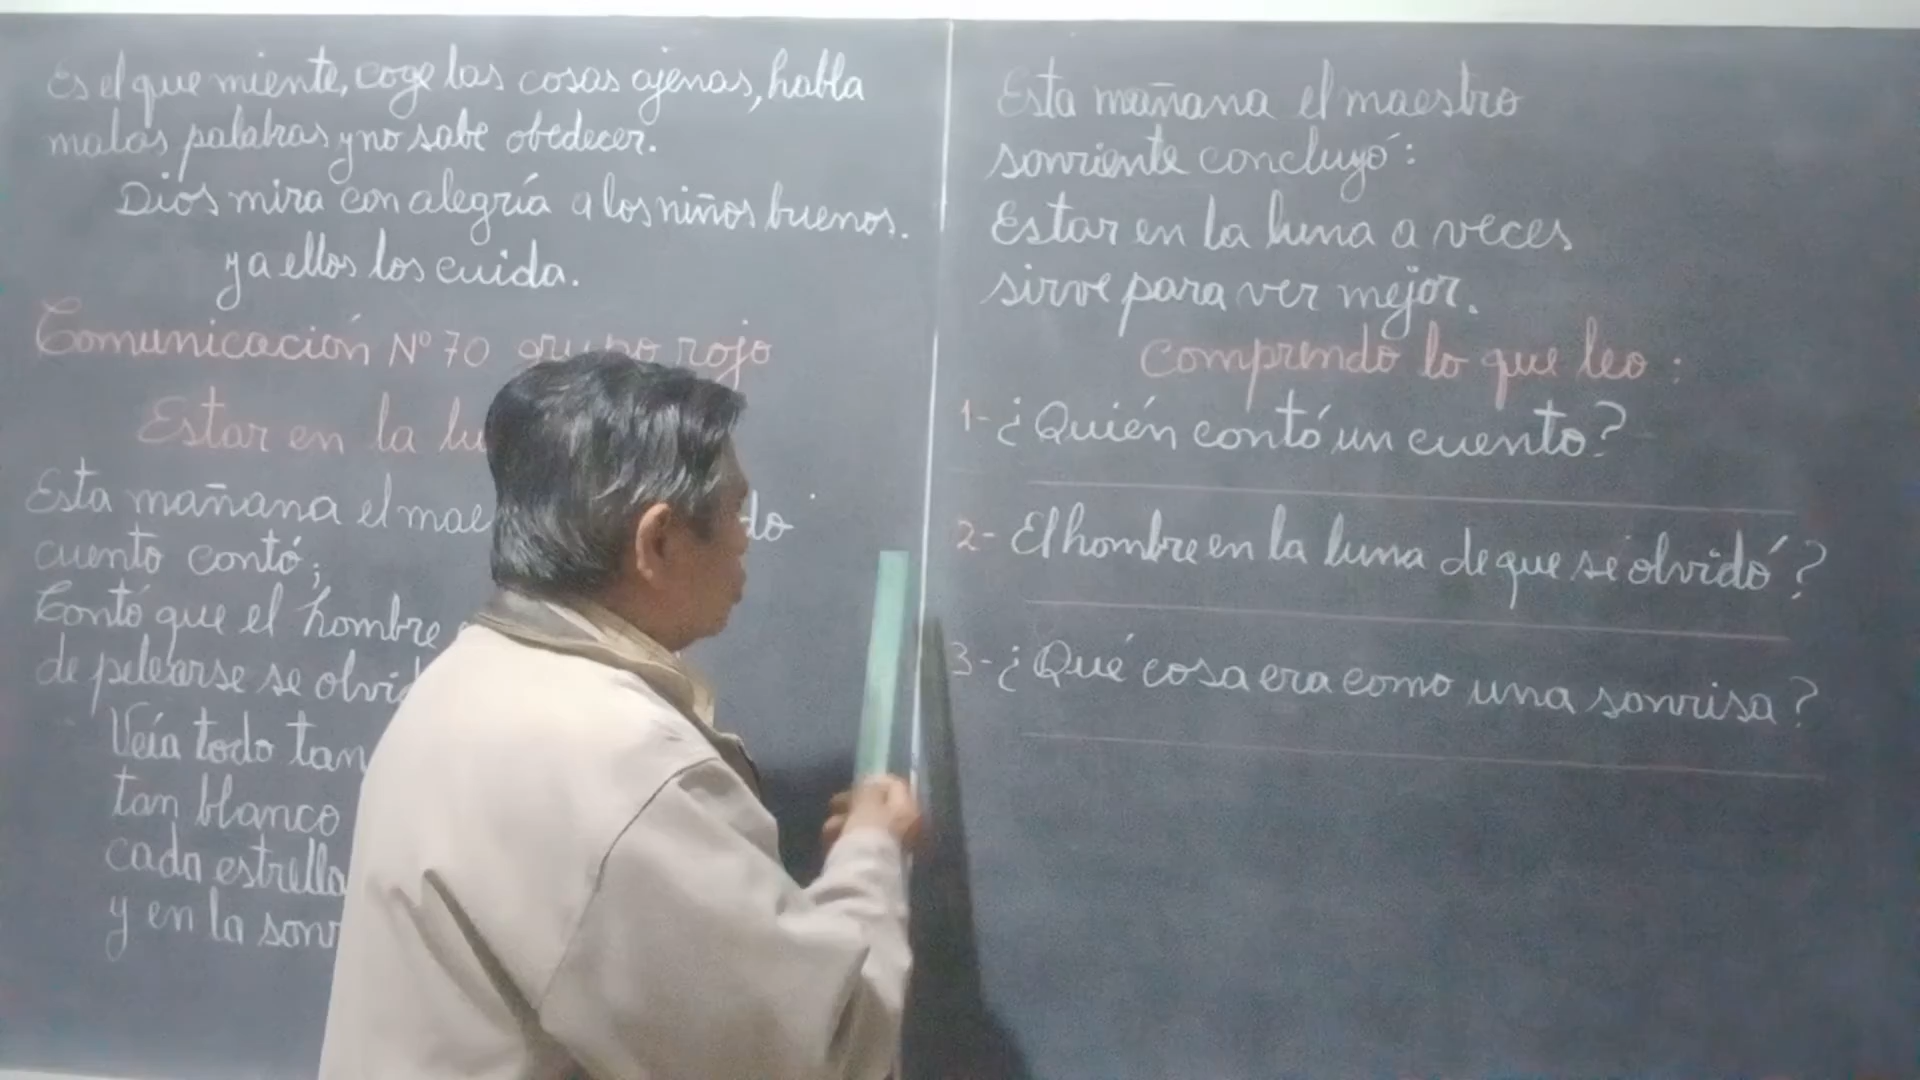 Es el que miente, coge las cosas ajenas, habla
malas palabras y no sabe obedecer.
Dios mira con alegría a los niños buenos.
y a ellos los cuida.
Comunicación Nº 70 grupo rojo
Estar en la
Esta mañana el
cuento contó;
Contó que el hombre
de pelearse se
Veía todo tan
tan blanco
cada estrella
y en la
Esta mañana el maestro
sonriente concluyó:
Estar en la luna a veces
sirve para ver mejor.
Comprendo lo que leo:
1- ¿Quién contó un cuento?
2- El hombre en la luna de que se olvidó?
3- ¿Qué cosa era como una sonrisa?